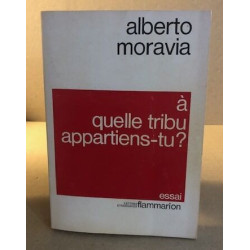 alberto
moravia
à
quelle tribu
appartiens-tu?
essai
flammarion